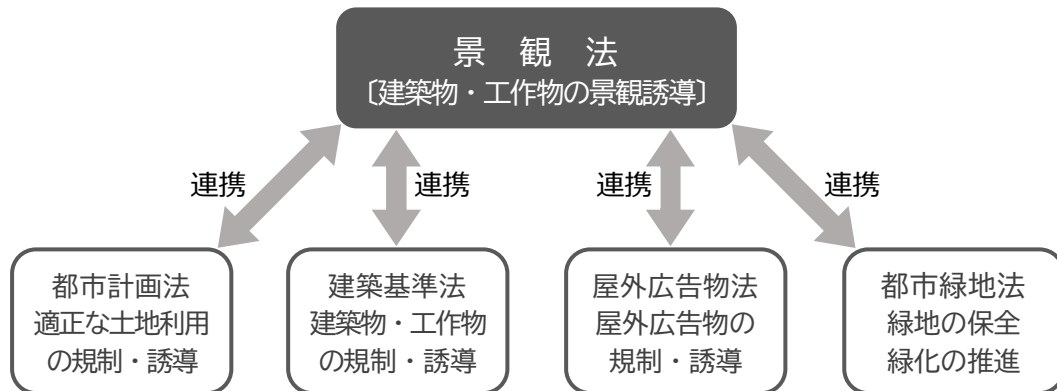 景 観 法
〔建築物・工作物の景観誘導〕
連携
連携
連携
連携
都市計画法
適正な土地利用
の規制・誘導
建築基準法
建築物・工作物
の規制・誘導
屋外広告物法
屋外広告物の
規制・誘導
都市緑地法
緑地の保全
緑化の推進